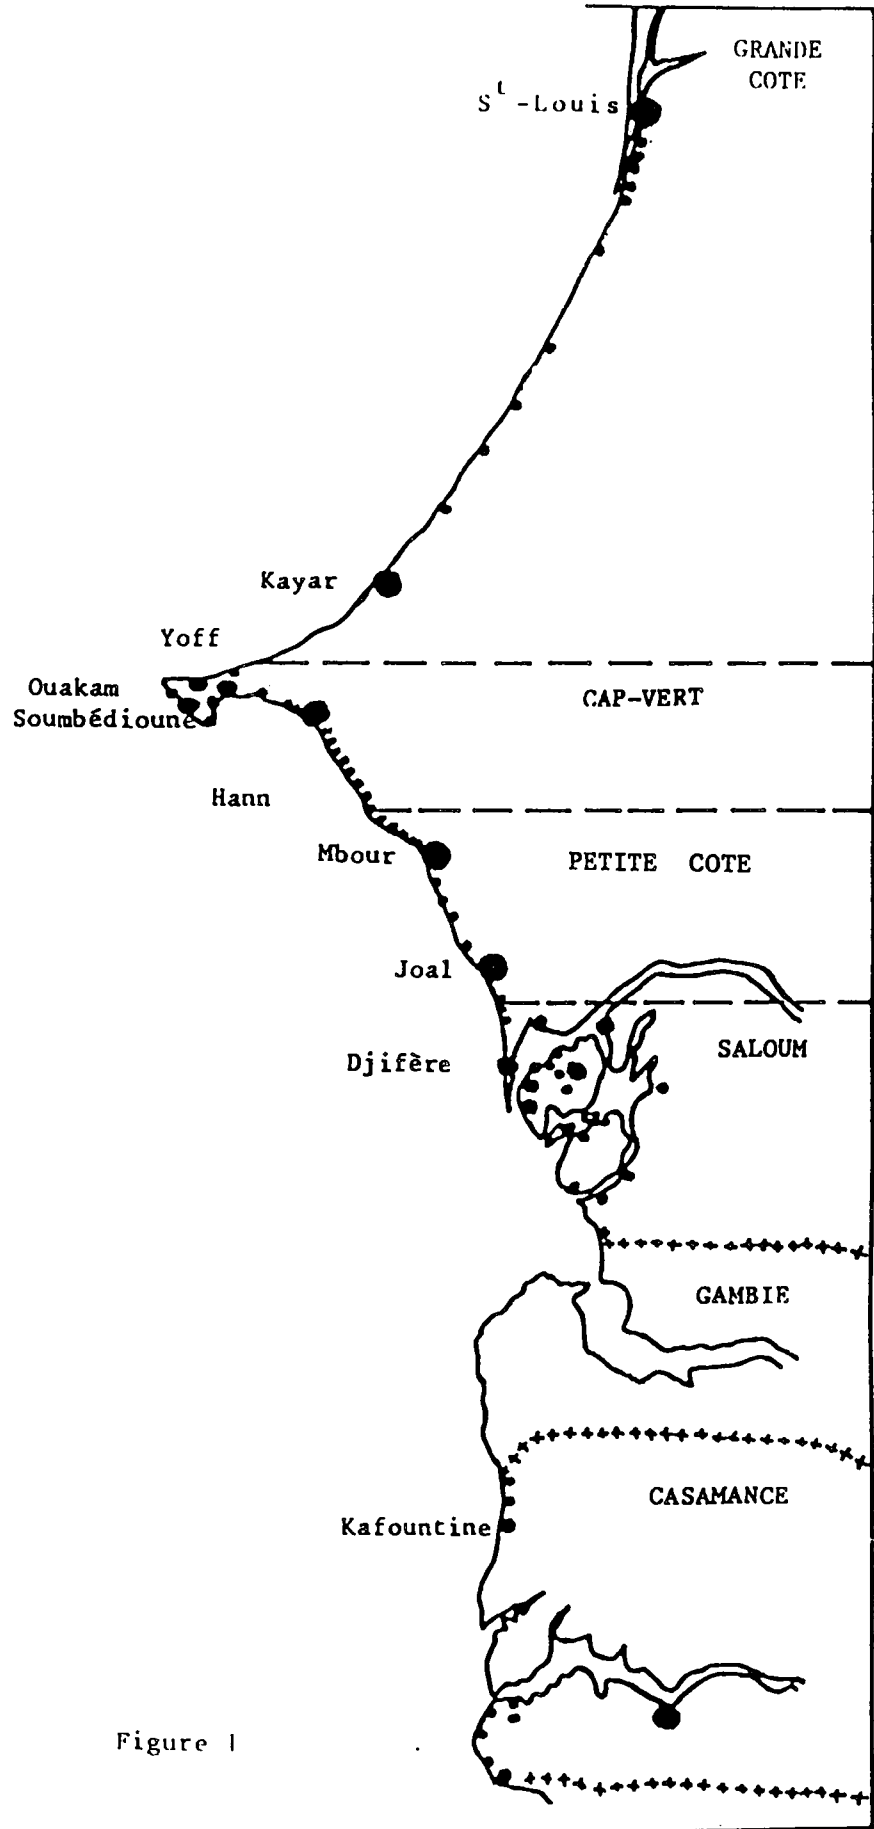 GRANDE
COTE
St-Louis
Kayar
Yoff
Ouakam
CAP-VERT
Soumbédioune
Hann
Mbour
PETITE COTE
Joal
SALOUM
Djifère
GAMBIE
CASAMANCE
Kafountine
Figure 1